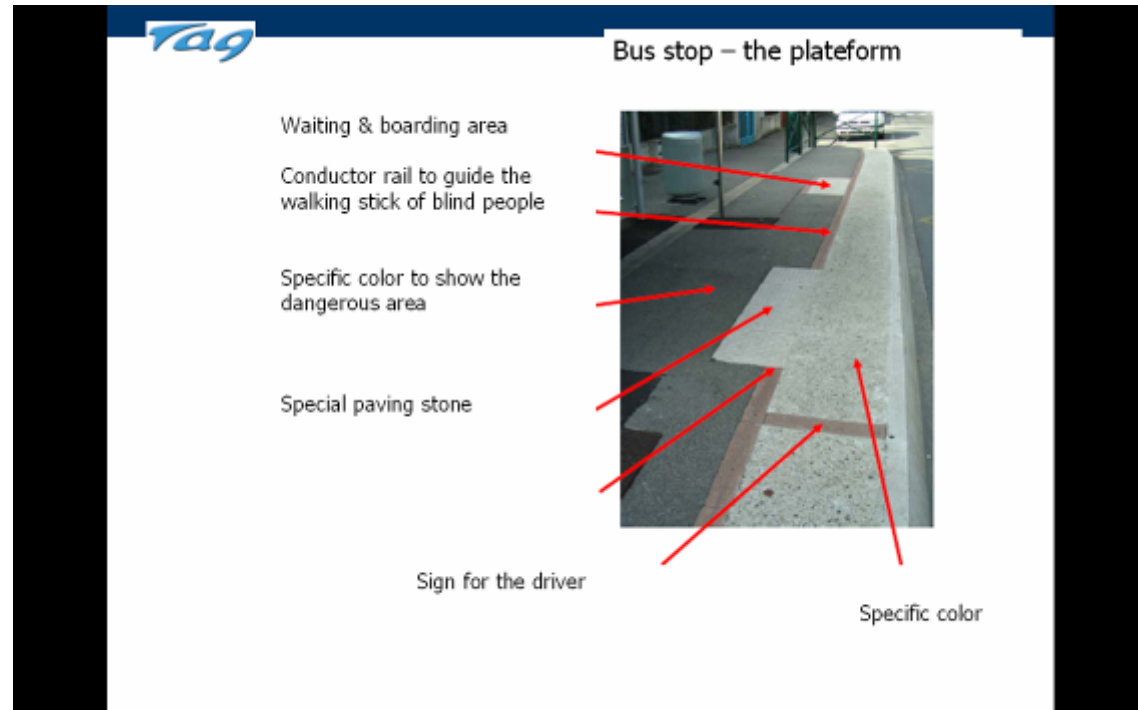 Tag
Bus stop – the plateform
Waiting & boarding area
Conductor rail to guide the
walking stick of blind people
Specific color to show the
dangerous area
Special paving stone
Sign for the driver
Specific color